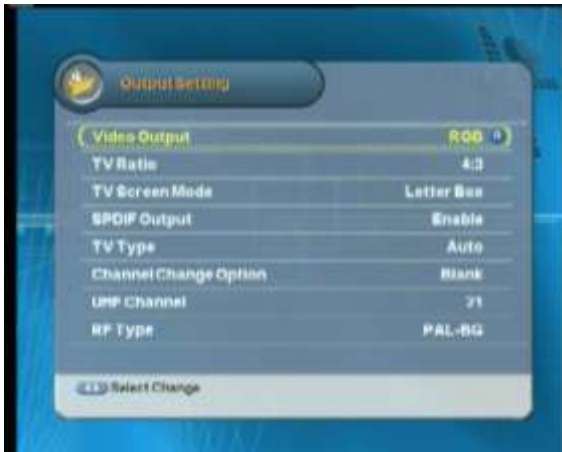 Output Setting
Video Output RGB
TV Ratio 4:3
TV Screen Mode Letter Box
SPDIF Output Enable
TV Type Auto
Channel Change Option Blank
UHF Channel 21
RF Type PAL-BG
Select Change